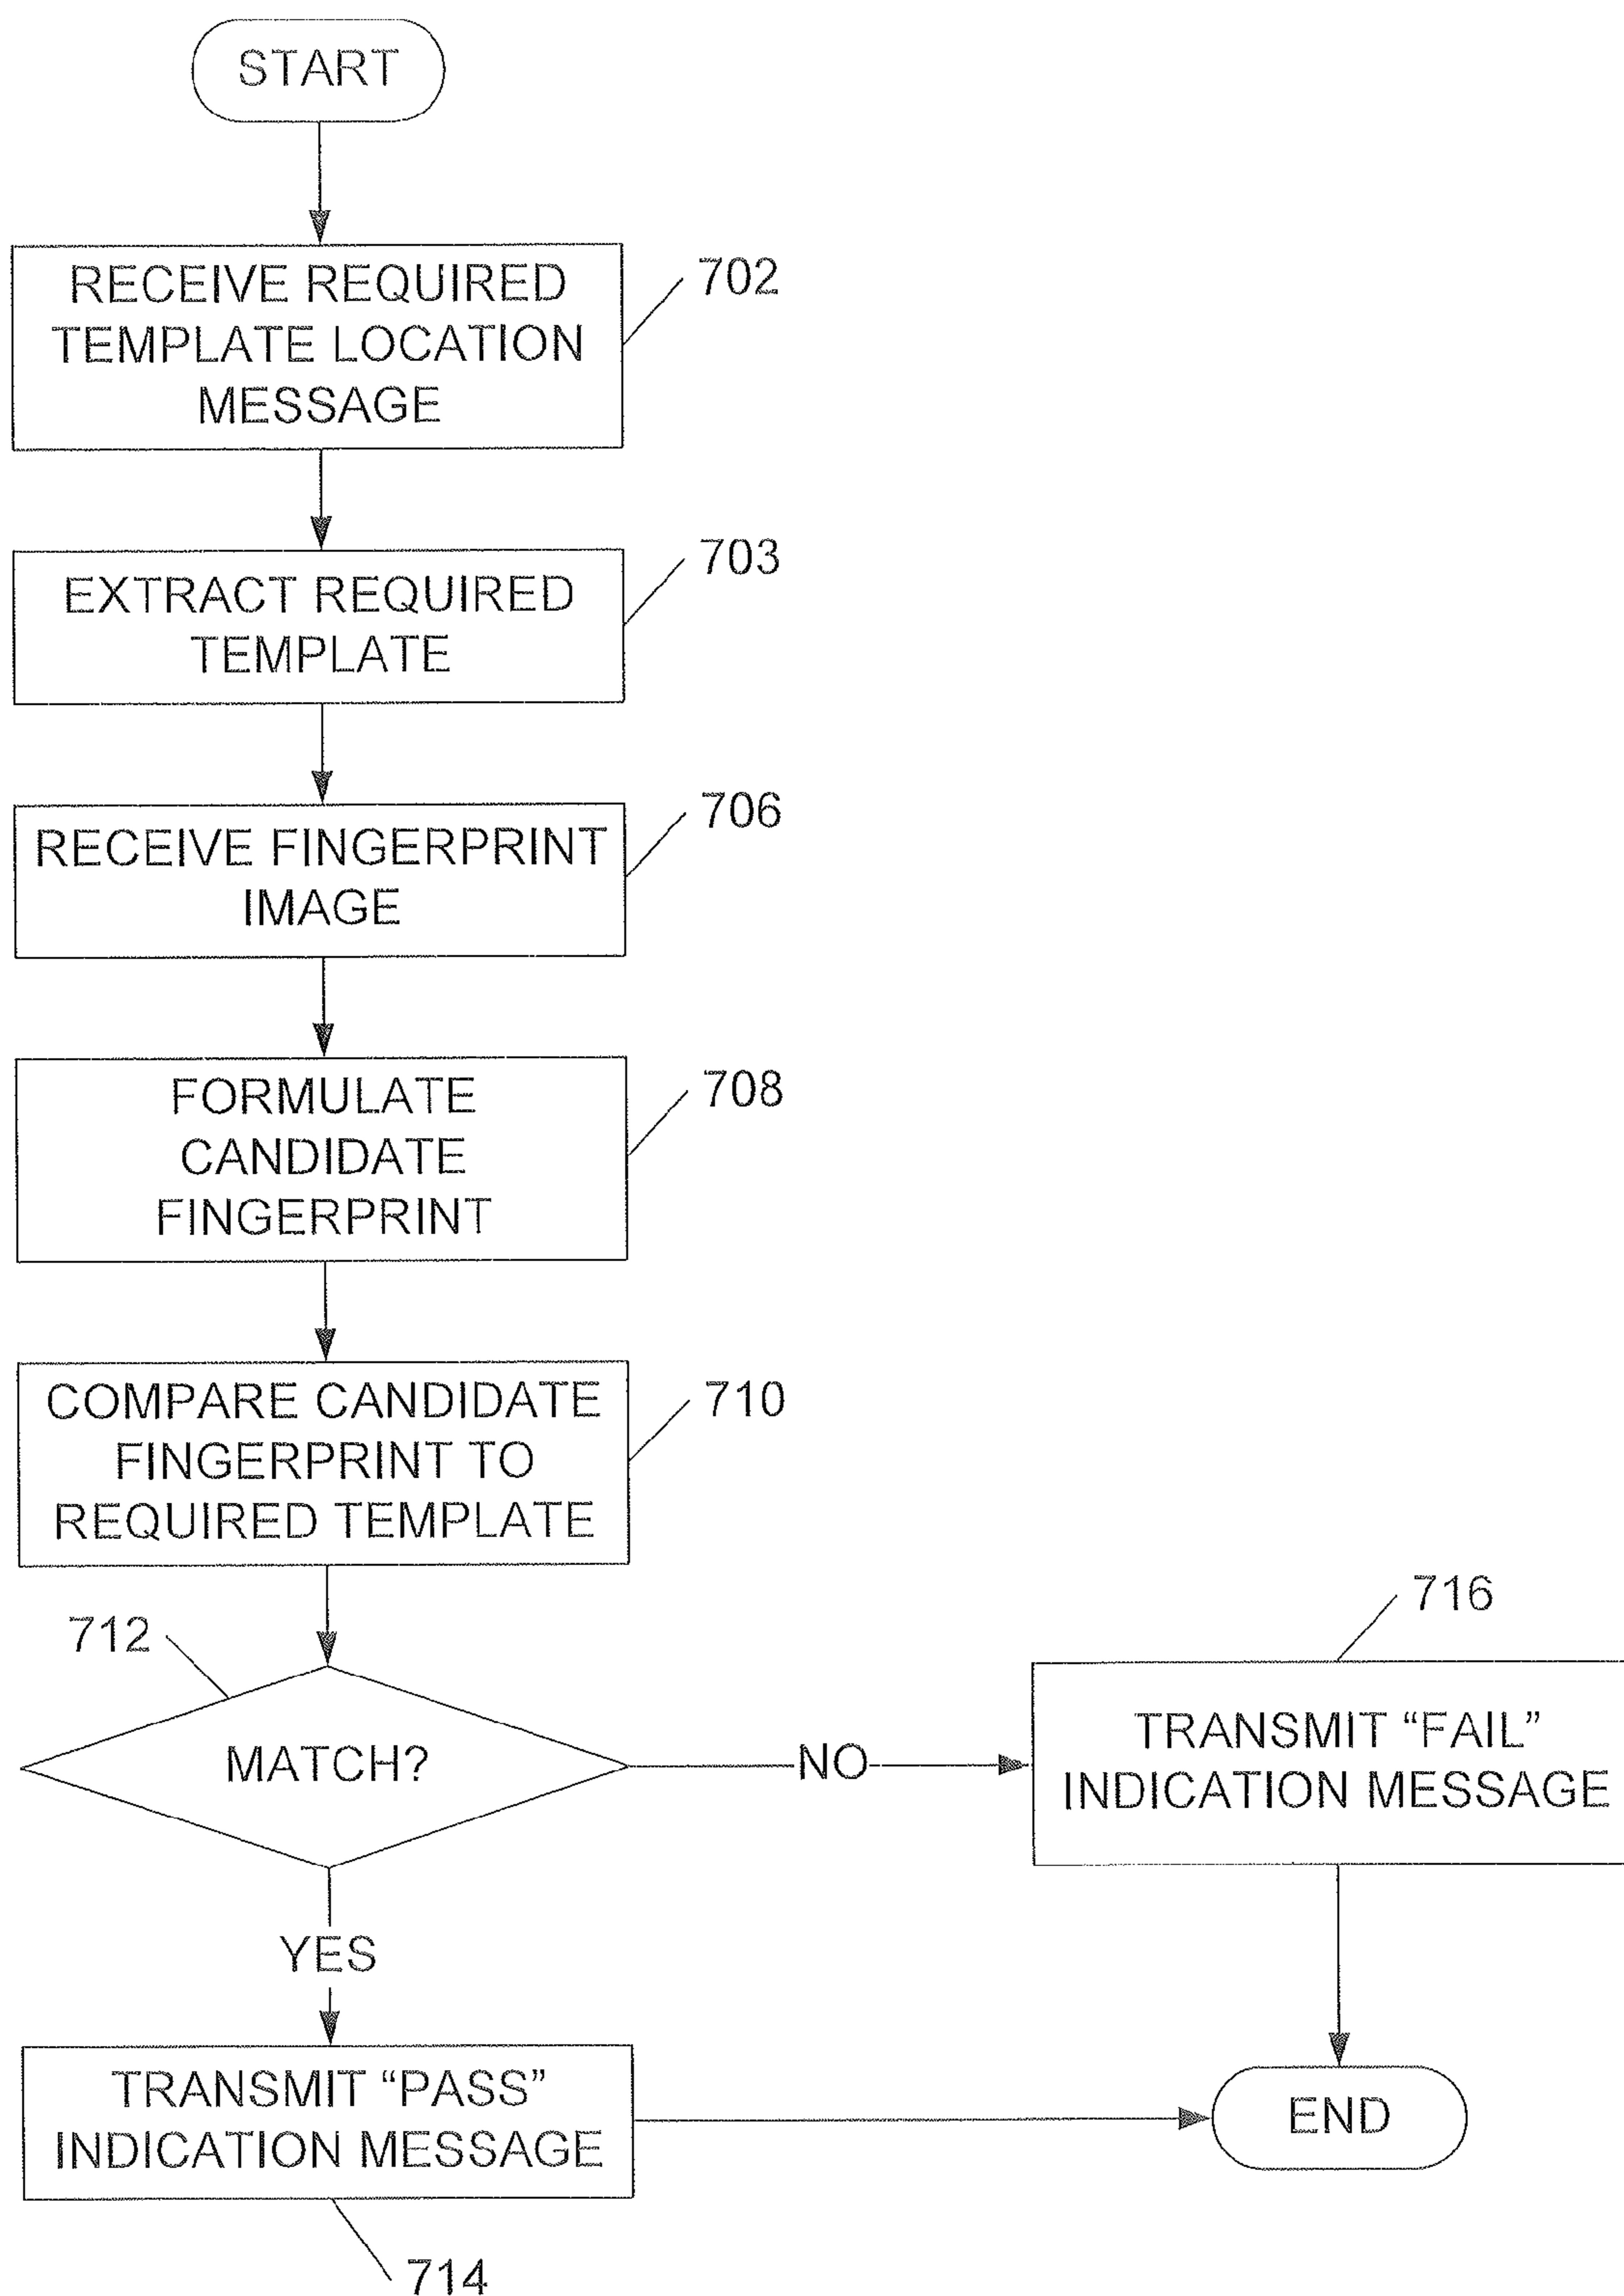 START
RECEIVE REQUIRED
TEMPLATE LOCATION
MESSAGE
702
EXTRACT REQUIRED
TEMPLATE
703
RECEIVE FINGERPRINT
IMAGE
706
FORMULATE
CANDIDATE
FINGERPRINT
708
COMPARE CANDIDATE
FINGERPRINT TO
REQUIRED TEMPLATE
710
712
MATCH?
NO
716
TRANSMIT “FAIL”
INDICATION MESSAGE
YES
TRANSMIT “PASS”
INDICATION MESSAGE
714
END